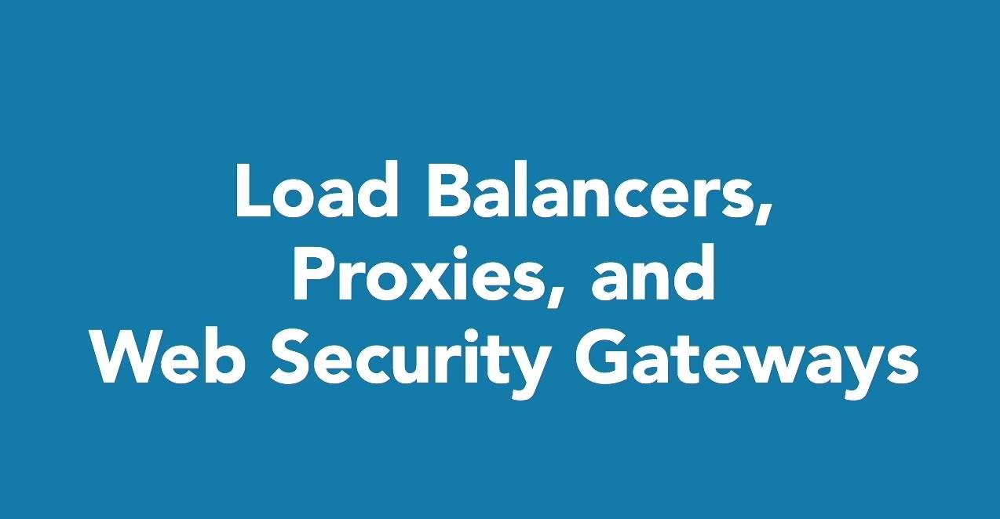 Load Balancers,
Proxies, and
Web Security Gateways